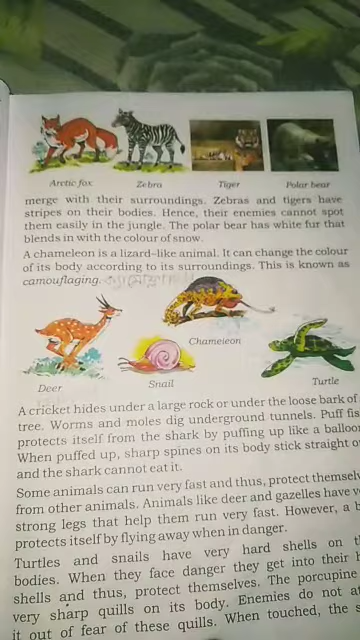 Arctic fox Zebra Tiger Polar bear
merge with their surroundings. Zebras and tigers have
stripes on their bodies. Hence, their enemies cannot spot
them easily in the jungle. The polar bear has white fur that
blends in with the colour of snow.
A chameleon is a lizard-like animal. It can change the colour
of its body according to its surroundings. This is known as
camouflaging.
Chameleon
Deer Snail Turtle
A cricket hides under a large rock or under the loose bark of
tree. Worms and moles dig underground tunnels. Puff fis
protects itself from the shark by puffing up like a balloo
When puffed up, sharp spines on its body stick straight o
and the shark cannot eat it.
Some animals can run very fast and thus, protect themselv
from other animals. Animals like deer and gazelles have v
strong legs that help them run very fast. However, a b
protects itself by flying away when in danger.
Turtles and snails have very hard shells on t
bodies. When they face danger they get into their h
shells and thus, protect themselves. The porcupine
very sharp quills on its body. Enemies do not at
it out of fear of these quills. When touched, the s